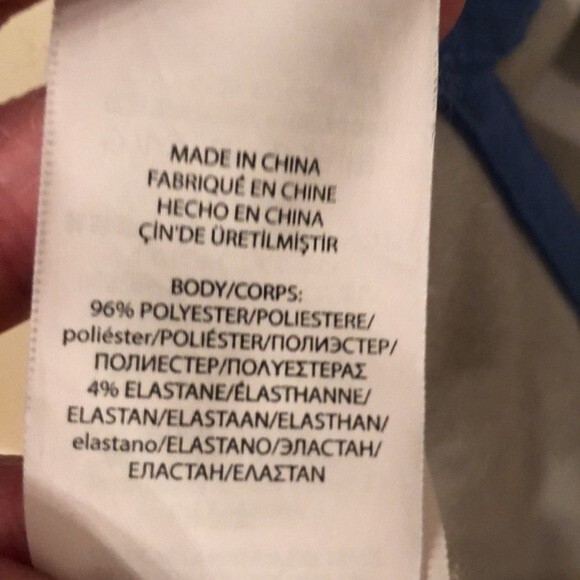 MADE IN CHINA
FABRIQUÉ EN CHINE
HECHO EN CHINA
ÇİN'DE ÜRETİLMİŞTİR
BODY/CORPS:
96% POLYESTER/POLIESTERE/
poliéster/POLIÉSTER/ПОЛИЭСТЕР/
ПОЛИЕСТЕР/ΠΟΛΥΕΣΤΕΡΑΣ
4% ELASTANE/ÉLASTHANNE/
ELASTAN/ELASTAAN/ELASTHAN/
elastano/ELASTANO/ЭЛАСТАН/
ЕЛАСТАН/ΕΛΑΣΤΑΝ